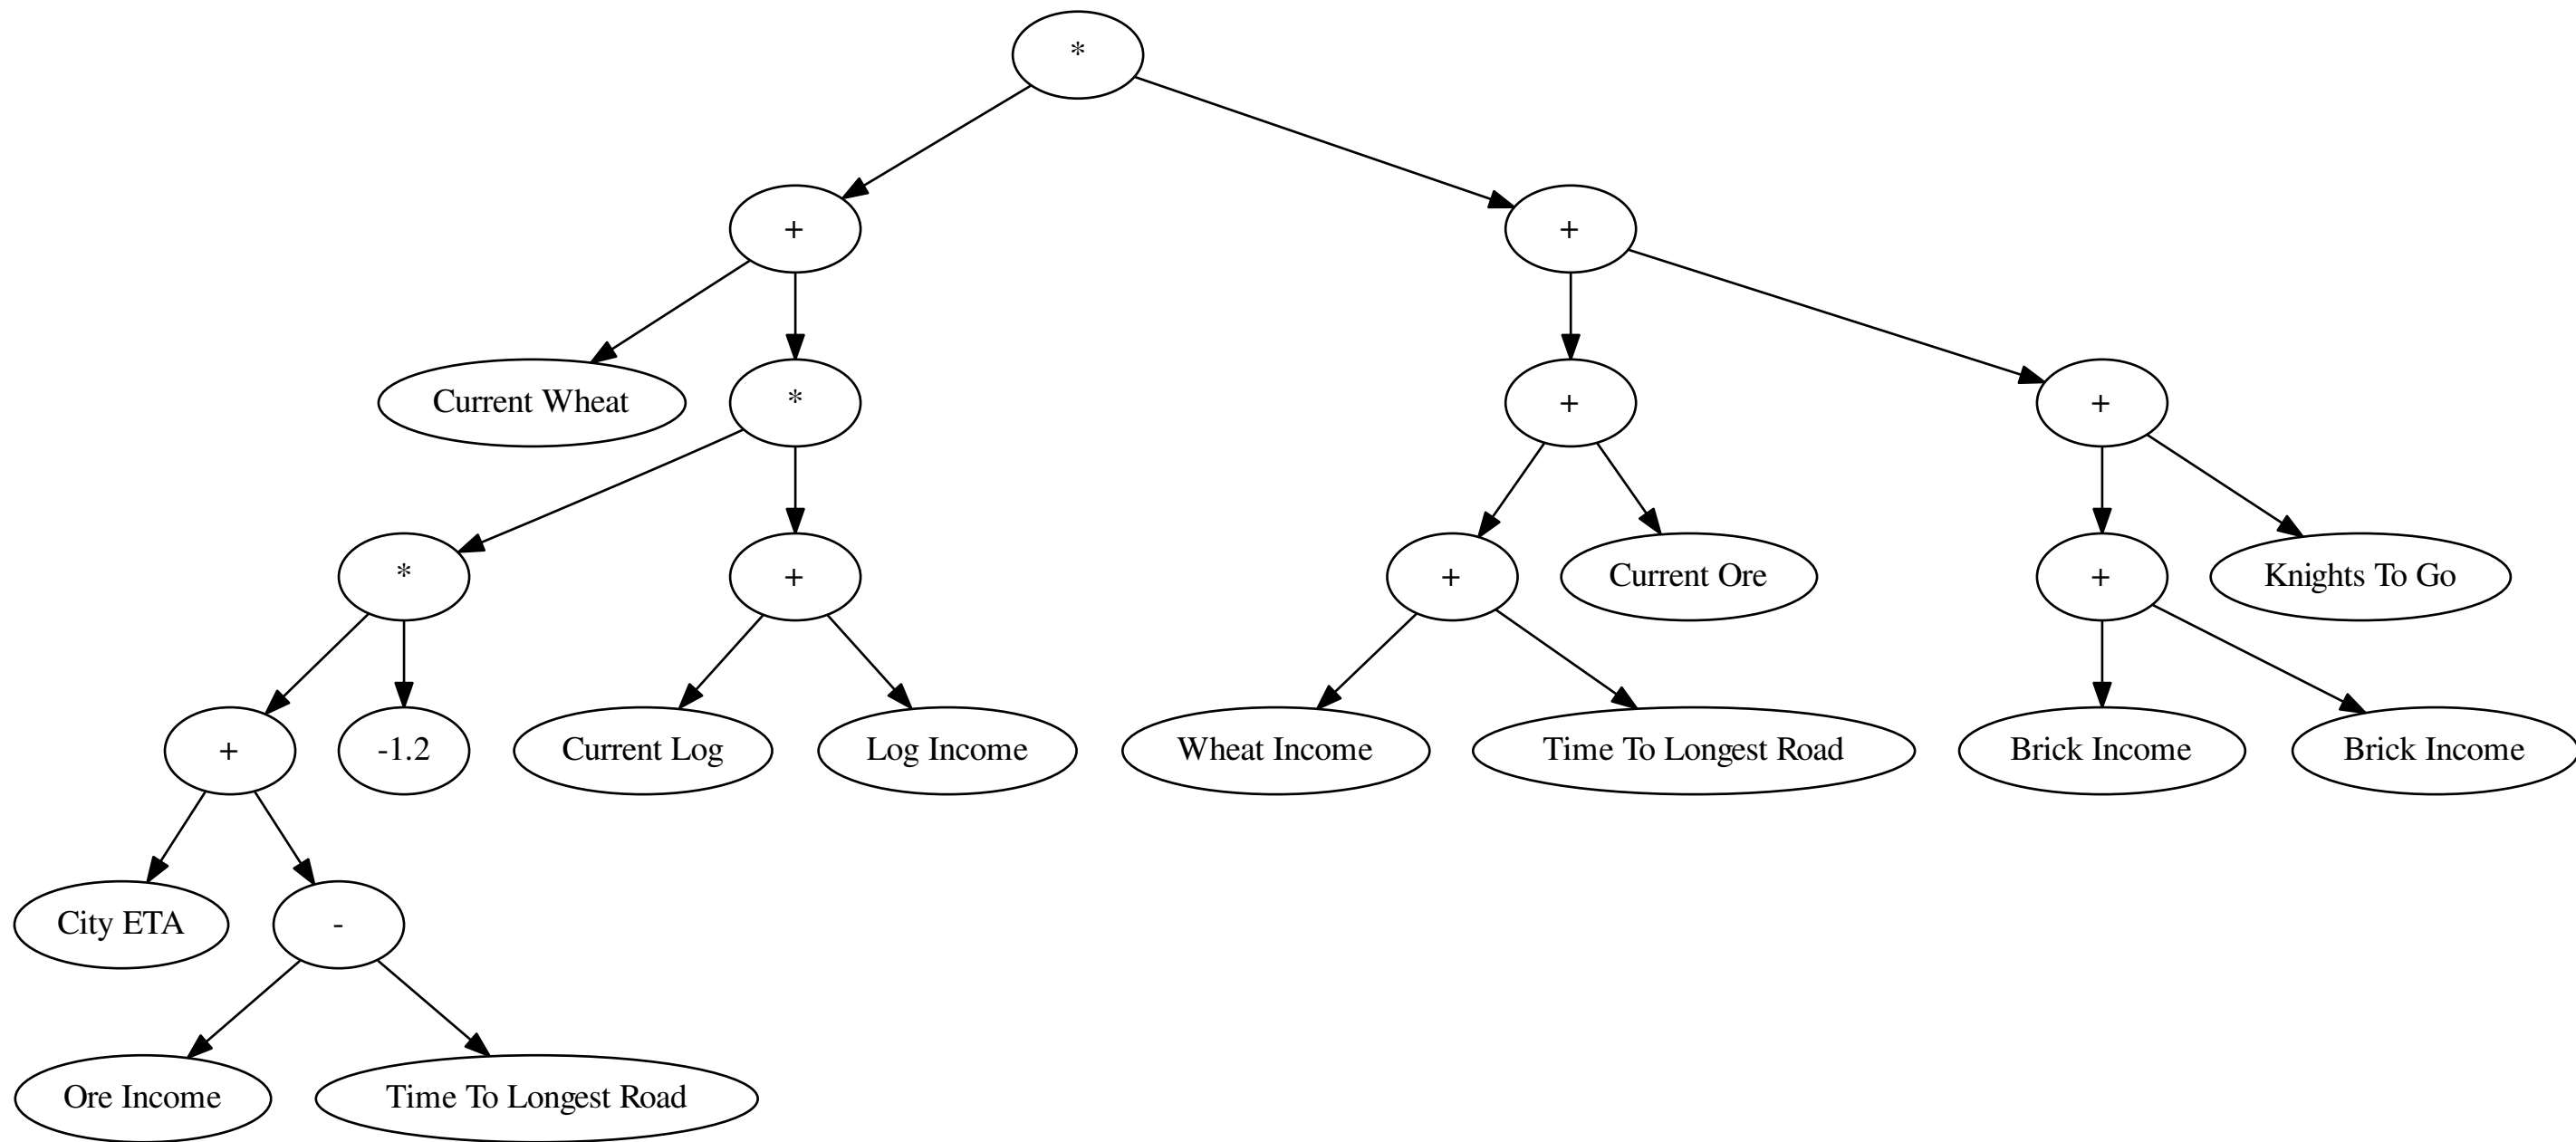 *
+
+
Current Wheat
*
+
+
*
+
+
Current Ore
+
Knights To Go
+
-1.2
Current Log
Log Income
Wheat Income
Time To Longest Road
Brick Income
Brick Income
City ETA
-
Ore Income
Time To Longest Road